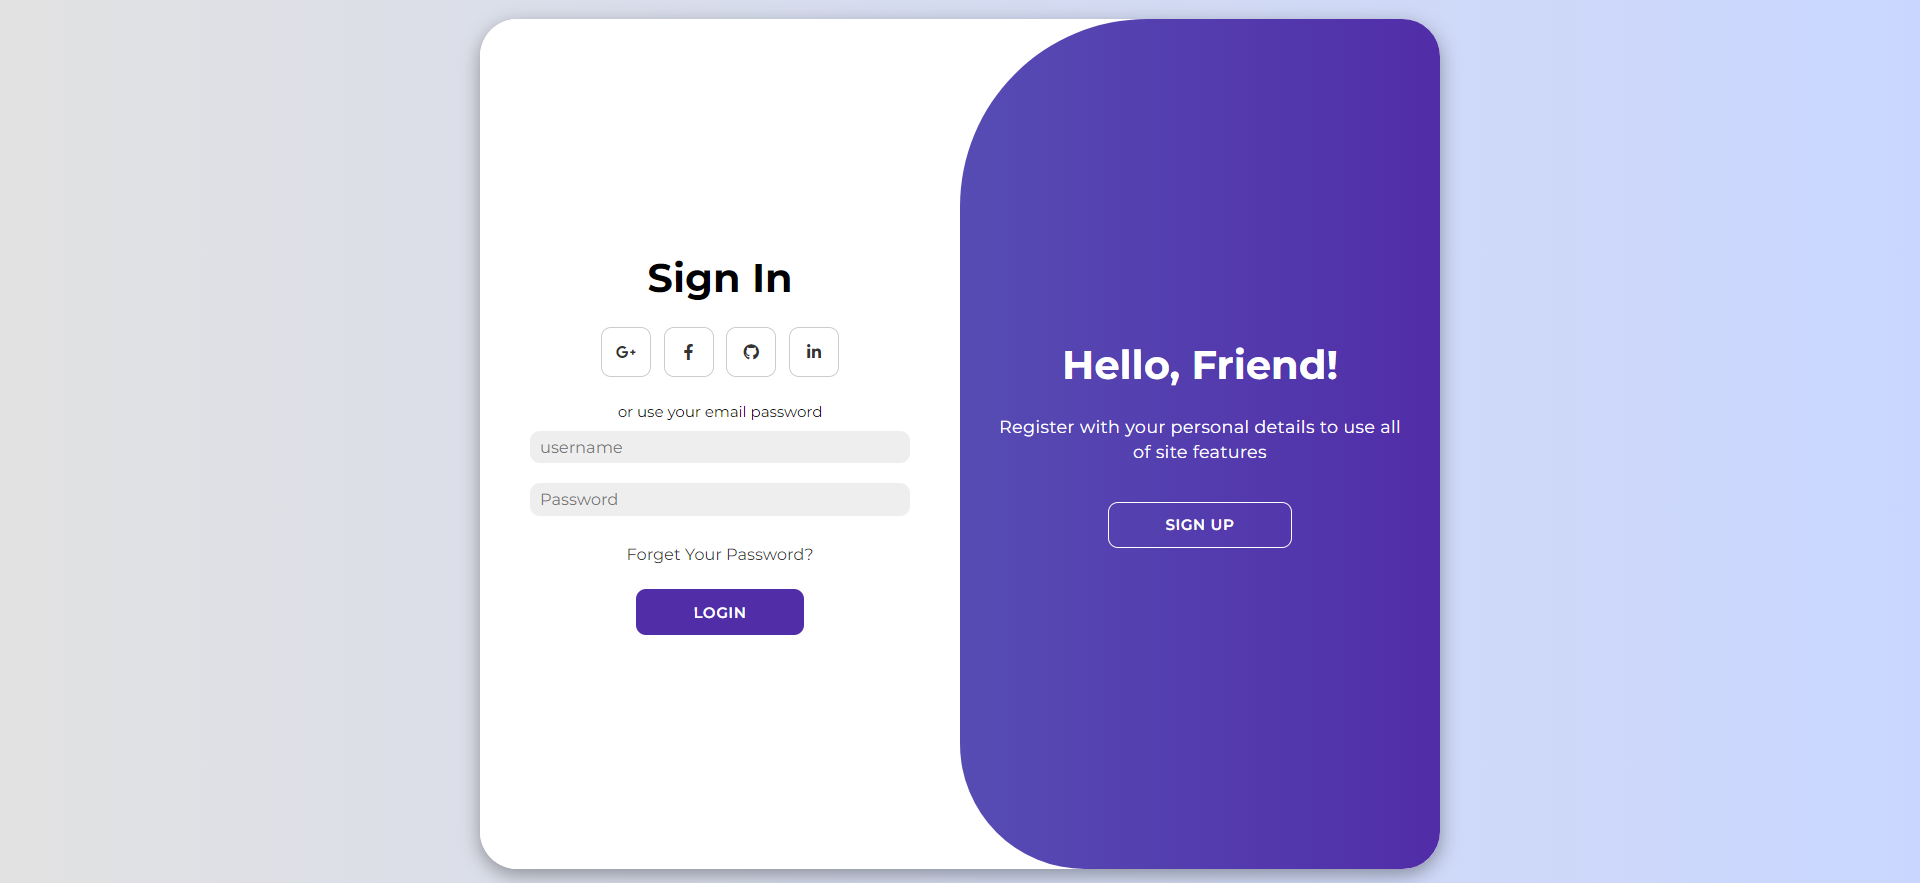 Sign In
G+ f in
or use your email password
username
Password
Forget Your Password?
LOGIN
Hello, Friend!
Register with your personal details to use all
of site features
SIGN UP